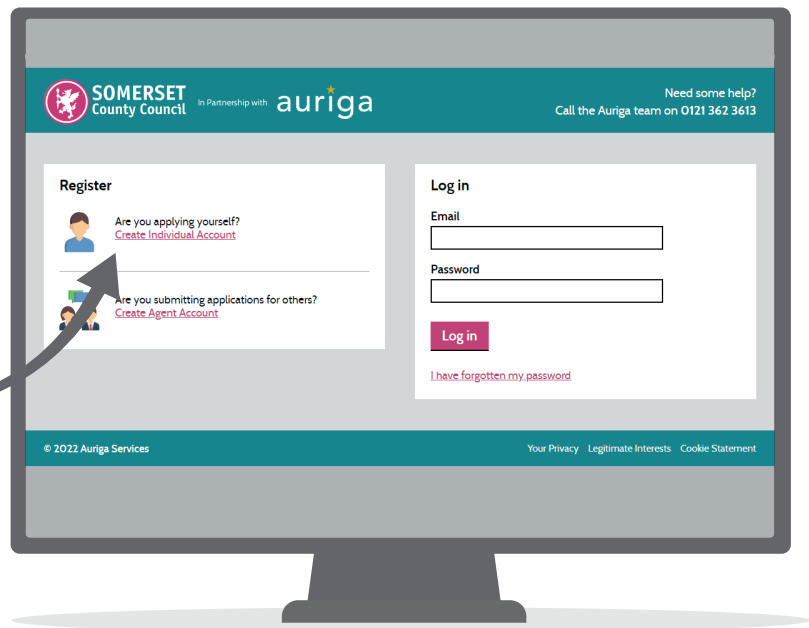 SOMERSET
County Council
In Partnership with
auriga
Need some help?
Call the Auriga team on 0121 362 3613
Register
Are you applying yourself?
Create Individual Account
Are you submitting applications for others?
Create Agent Account
Log in
Email
Password
Log in
I have forgotten my password
© 2022 Auriga Services
Your Privacy Legitimate Interests Cookie Statement